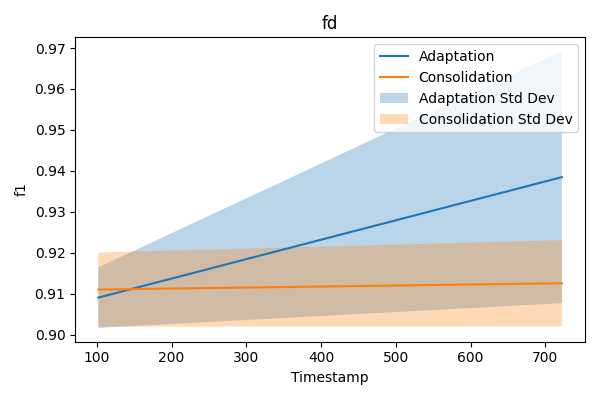 fd
0.97
0.96
0.95
0.94
0.93
0.92
0.91
0.90
f1
Adaptation
Consolidation
Adaptation Std Dev
Consolidation Std Dev
100 200 300 400 500 600 700
Timestamp